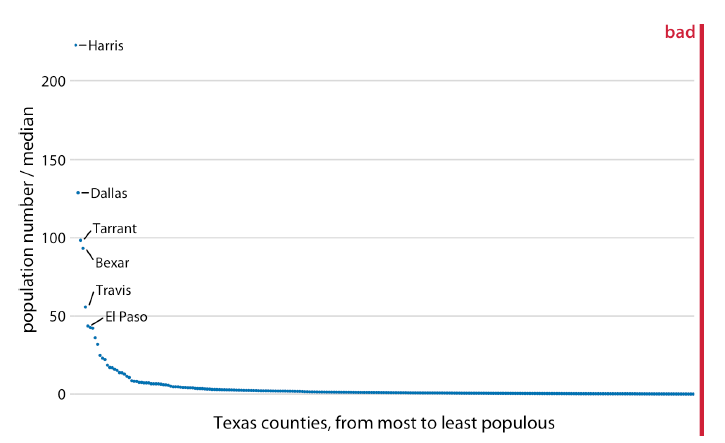 bad
Harris
200
150
Dallas
Tarrant
100
Bexar
Travis
50
El Paso
0
population number / median
Texas counties, from most to least populous